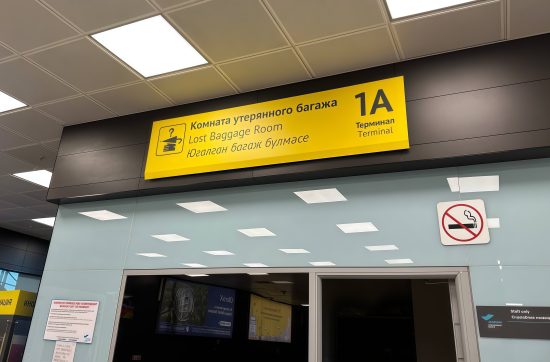 Комната утерянного багажа
Lost Baggage Room
Югалган багаж бүлмәсе
1A
Терминал
Terminal
Staff only